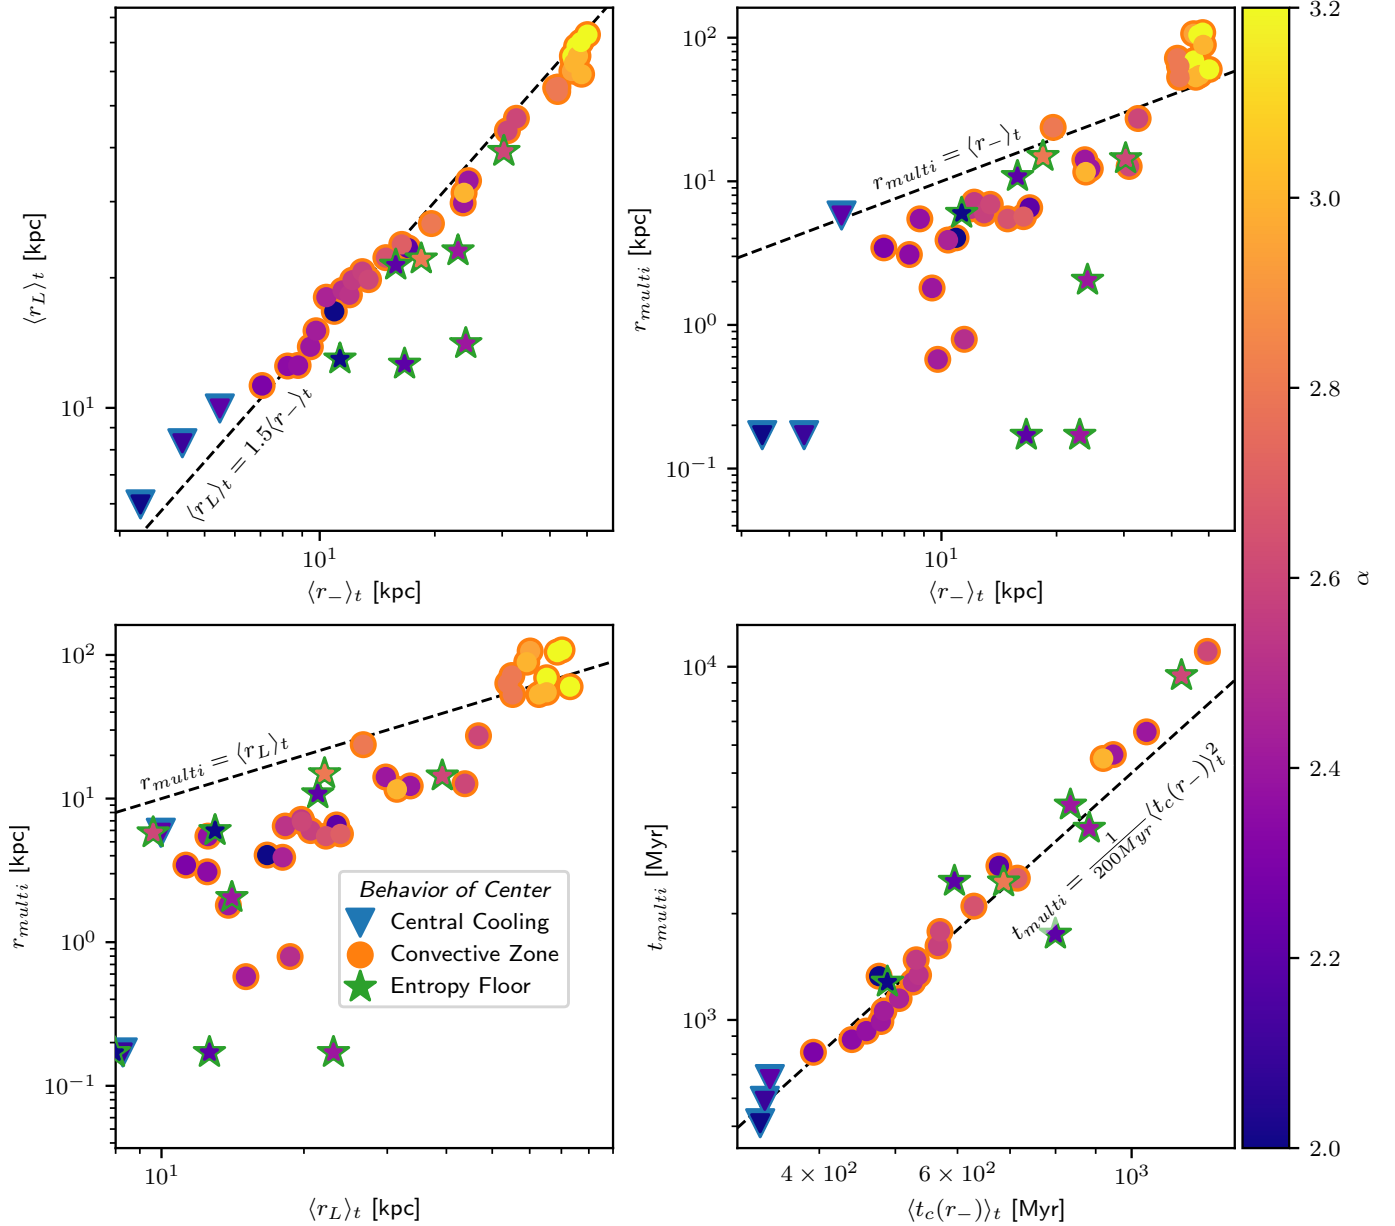 ⟨r_L⟩_t [kpc]
10^1
⟨r_L⟩_t = 1.5⟨r_−⟩_t
10^1
⟨r_−⟩_t [kpc]
r_multi [kpc]
10^2
10^1
10^0
10^−1
r_multi = ⟨r_−⟩_t
10^1
⟨r_−⟩_t [kpc]
3.2
3.0
2.8
2.6
2.4
2.2
2.0
α
r_multi [kpc]
10^2
10^1
10^0
10^−1
r_multi = ⟨r_L⟩_t
Behavior of Center
Central Cooling
Convective Zone
Entropy Floor
10^1
⟨r_L⟩_t [kpc]
t_multi [Myr]
10^4
10^3
t_multi = 1/200Myr ⟨t_c(r_−)⟩_t^2
4 × 10^2
6 × 10^2
10^3
⟨t_c(r_−)⟩_t [Myr]